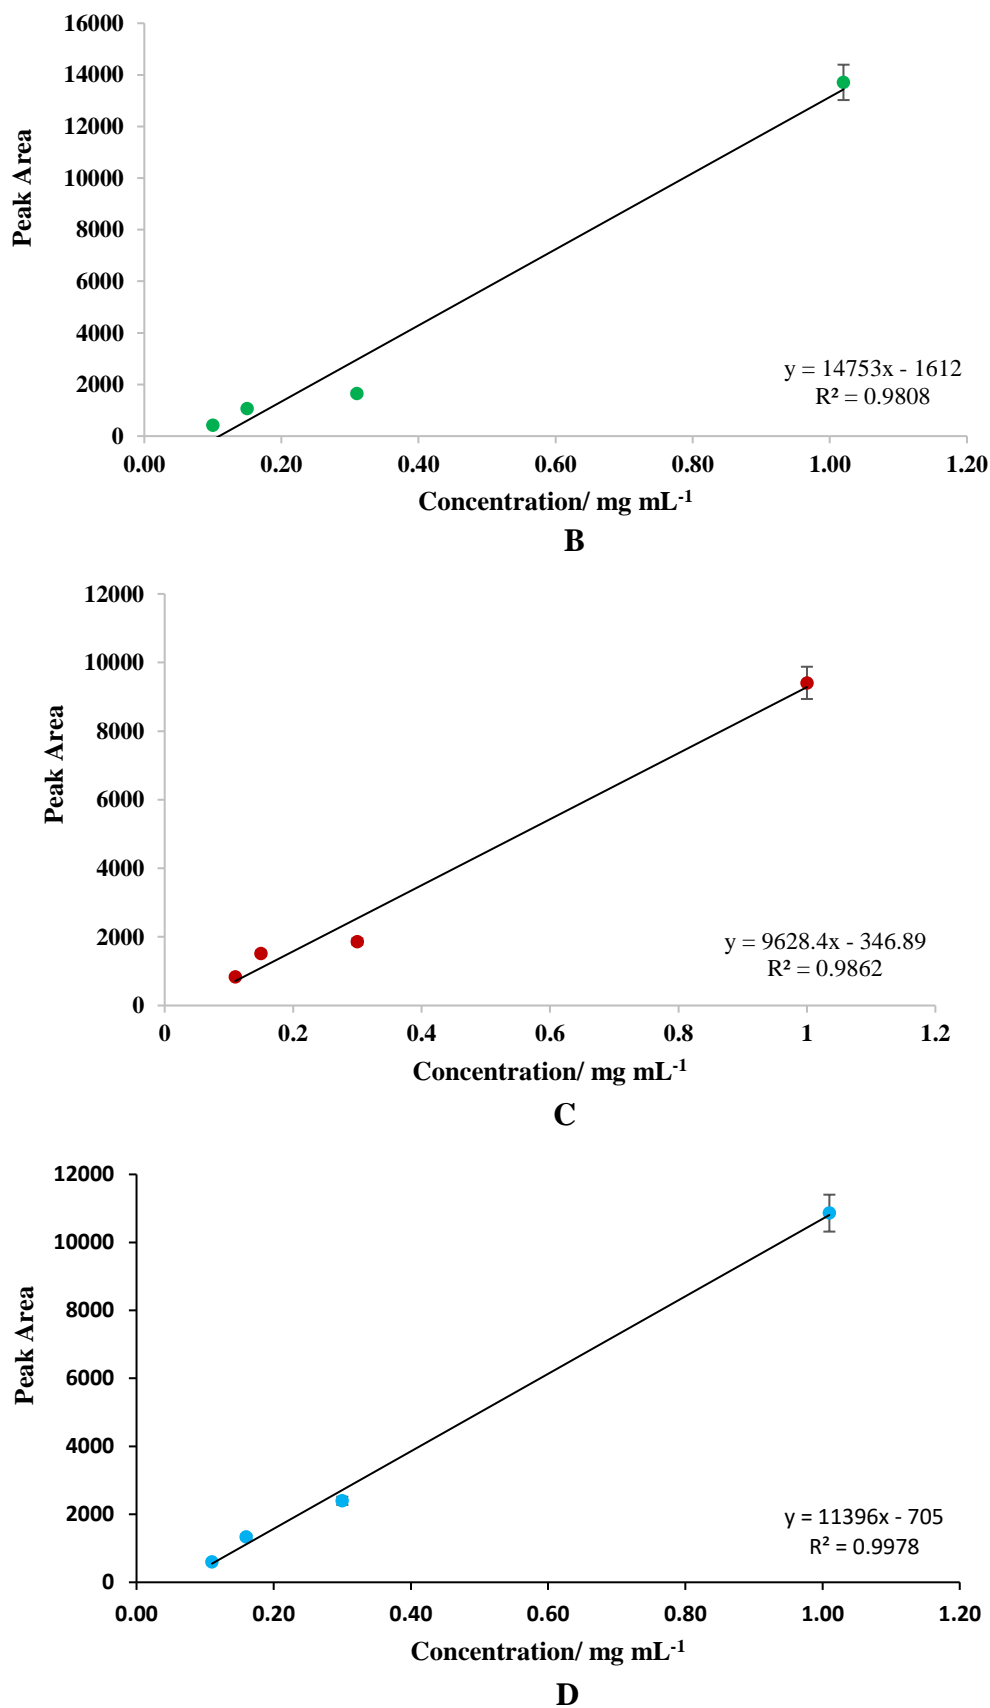 16000
14000
12000
10000
8000
6000
4000
2000
0
Peak Area
y = 14753x - 1612
R² = 0.9808
0.00 0.20 0.40 0.60 0.80 1.00 1.20
Concentration/ mg mL⁻¹
B
12000
10000
8000
6000
4000
2000
0
Peak Area
y = 9628.4x - 346.89
R² = 0.9862
0 0.2 0.4 0.6 0.8 1 1.2
Concentration/ mg mL⁻¹
C
12000
10000
8000
6000
4000
2000
0
Peak Area
y = 11396x - 705
R² = 0.9978
0.00 0.20 0.40 0.60 0.80 1.00 1.20
Concentration/ mg mL⁻¹
D